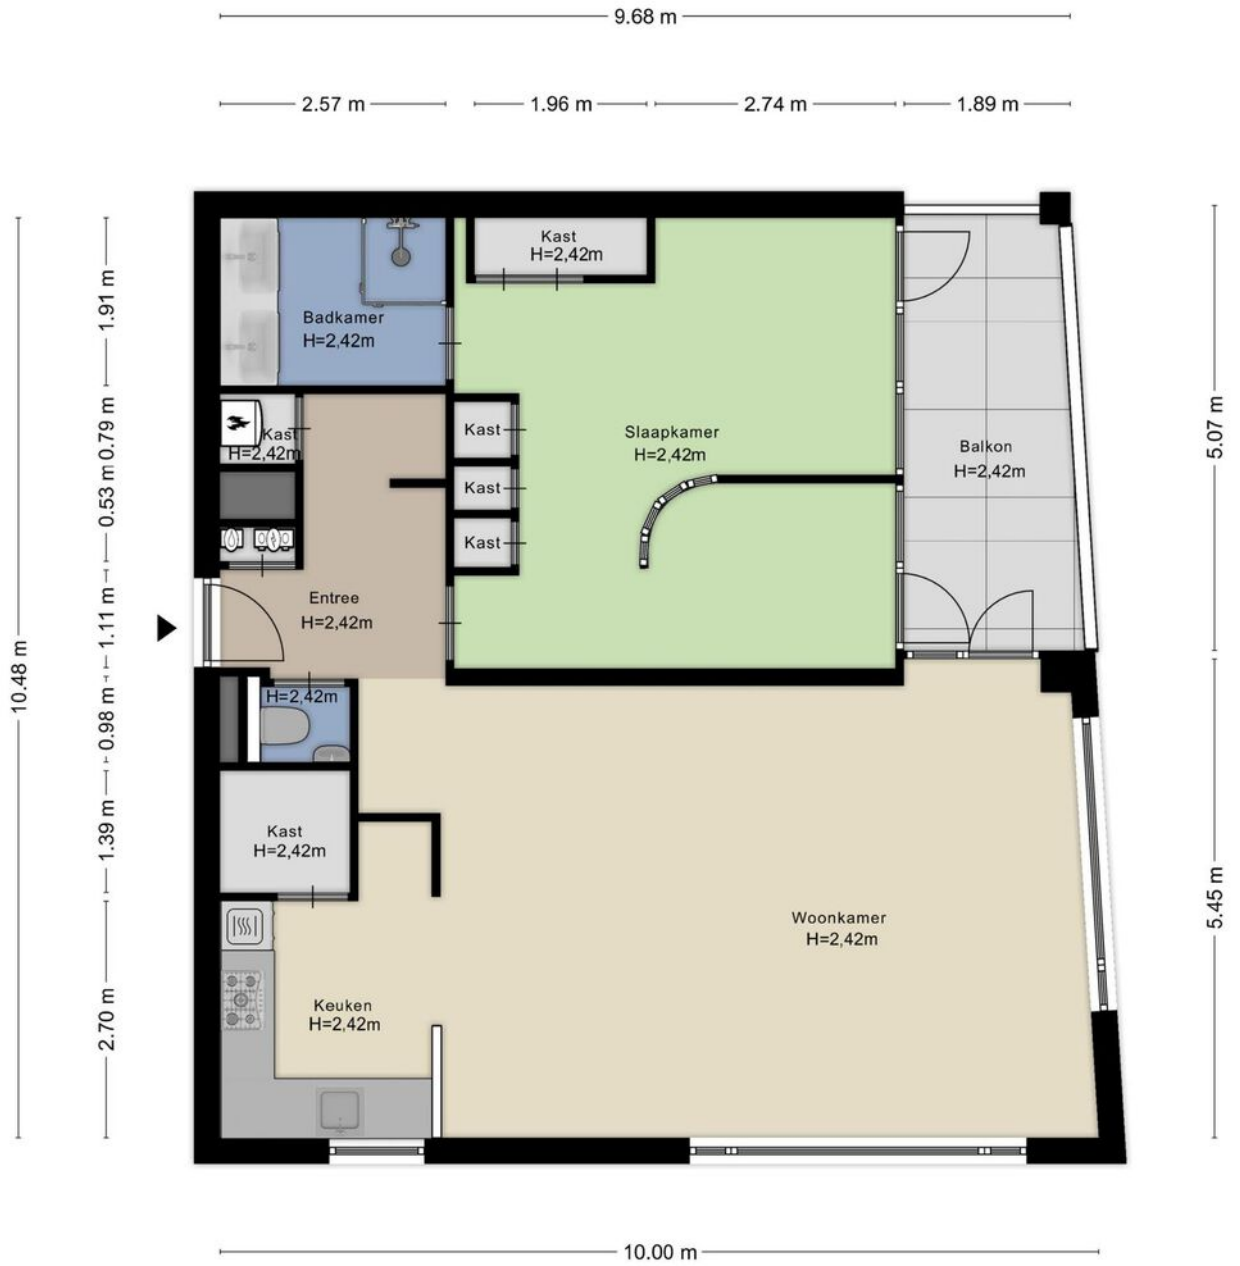 9.68 m
2.57 m
1.96 m
2.74 m
1.89 m
Kast
H=2,42m
Badkamer
H=2,42m
1.91 m
Kast
H=2,42m
0.79 m
Kast
Slaapkamer
H=2,42m
Balkon
H=2,42m
5.07 m
Kast
0.53 m
Kast
Entree
H=2,42m
1.11 m
10.48 m
H=2,42m
0.98 m
Kast
H=2,42m
1.39 m
Woonkamer
H=2,42m
5.45 m
Keuken
H=2,42m
2.70 m
10.00 m